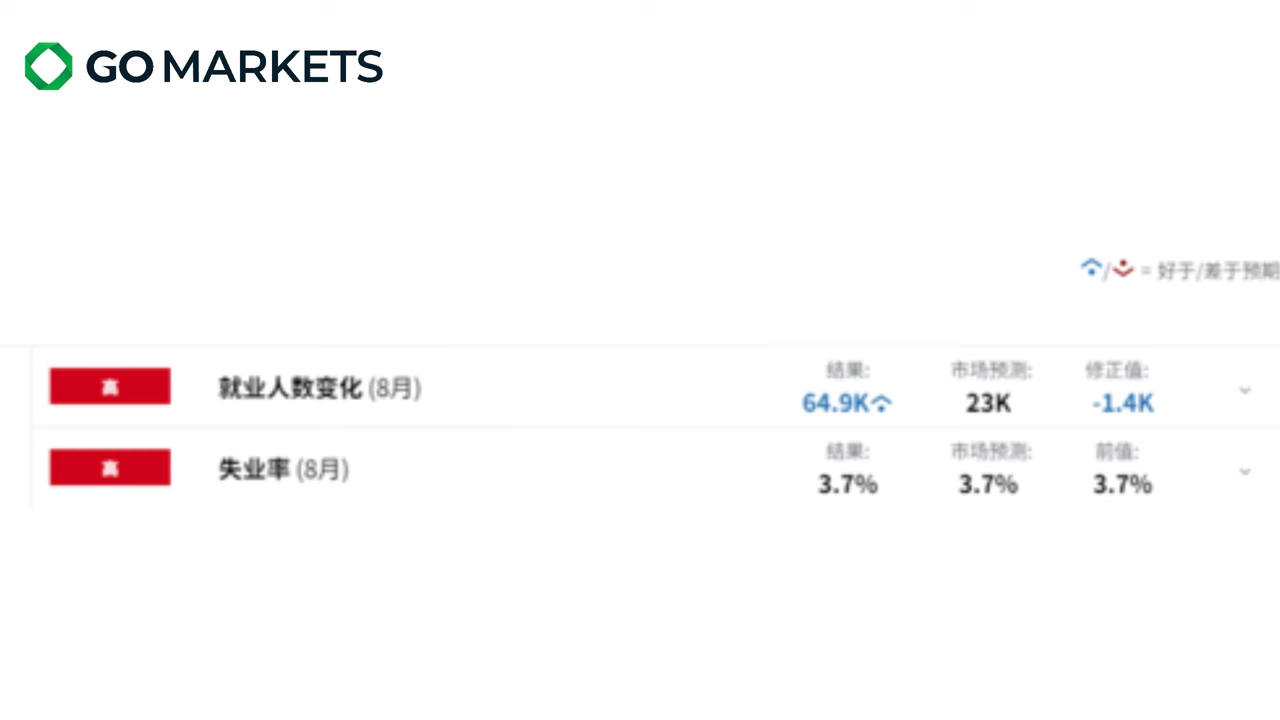 GO MARKETS
/ = 好于/差于预期
高 就业人数变化 (8月) 结果: 市场预测: 修正值:
64.9K 23K -1.4K
高 失业率 (8月) 结果: 市场预测: 前值:
3.7% 3.7% 3.7%